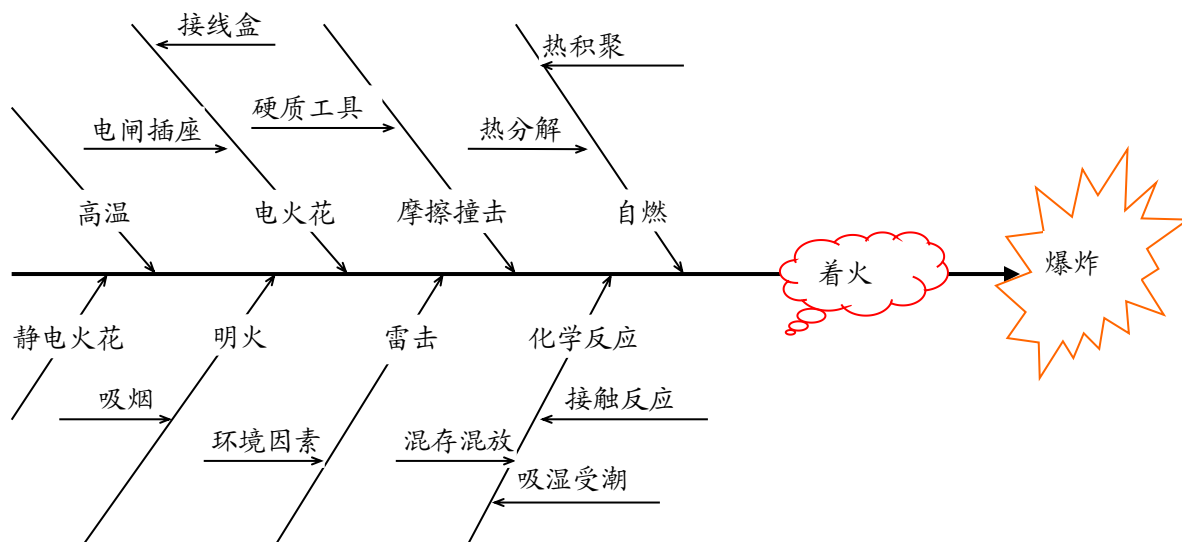 接线盒
热积聚
硬质工具
电闸插座
热分解
高温
电火花
摩擦撞击
自燃
着火
爆炸
静电火花
明火
雷击
化学反应
吸烟
接触反应
环境因素
混存混放
吸湿受潮